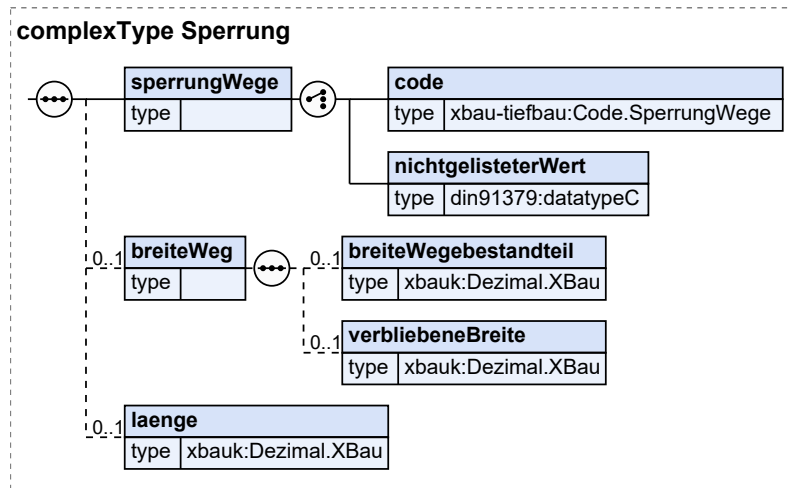 complexType Sperrung
sperrungWege
type
code
type xbau-tiefbau:Code.SperrungWege
nichtgelisteterWert
type din91379:datatypeC
0..1 breiteWeg
type
0..1 breiteWegebestandteil
type xbauk:Dezimal.XBau
0..1 verbliebeneBreite
type xbauk:Dezimal.XBau
0..1 laenge
type xbauk:Dezimal.XBau